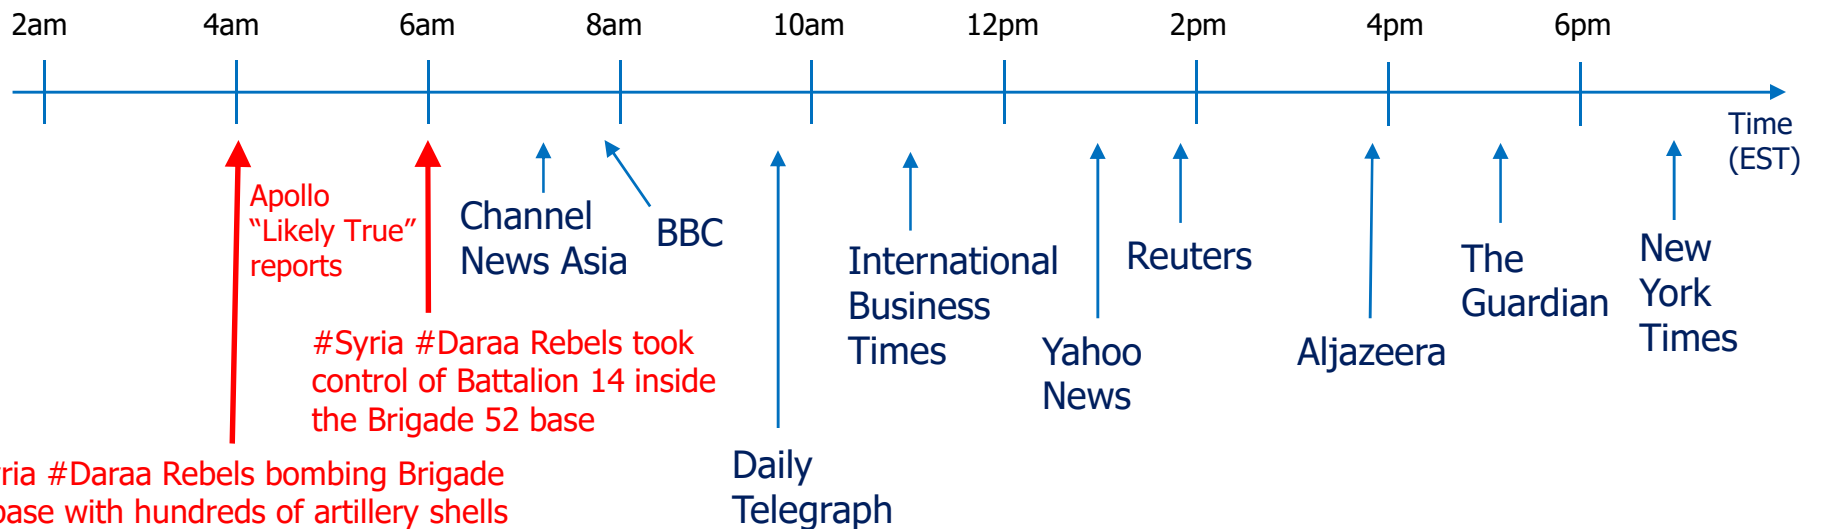 2am 4am 6am 8am 10am 12pm 2pm 4pm 6pm
Time
(EST)
Apollo
“Likely True”
reports
Channel
News Asia
BBC
International
Business
Times
Yahoo
News
Reuters
Aljazeera
The
Guardian
New
York
Times
#Syria #Daraa Rebels took
control of Battalion 14 inside
the Brigade 52 base
Daily
Telegraph
#Daraa Rebels bombing Brigade
base with hundreds of artillery shells